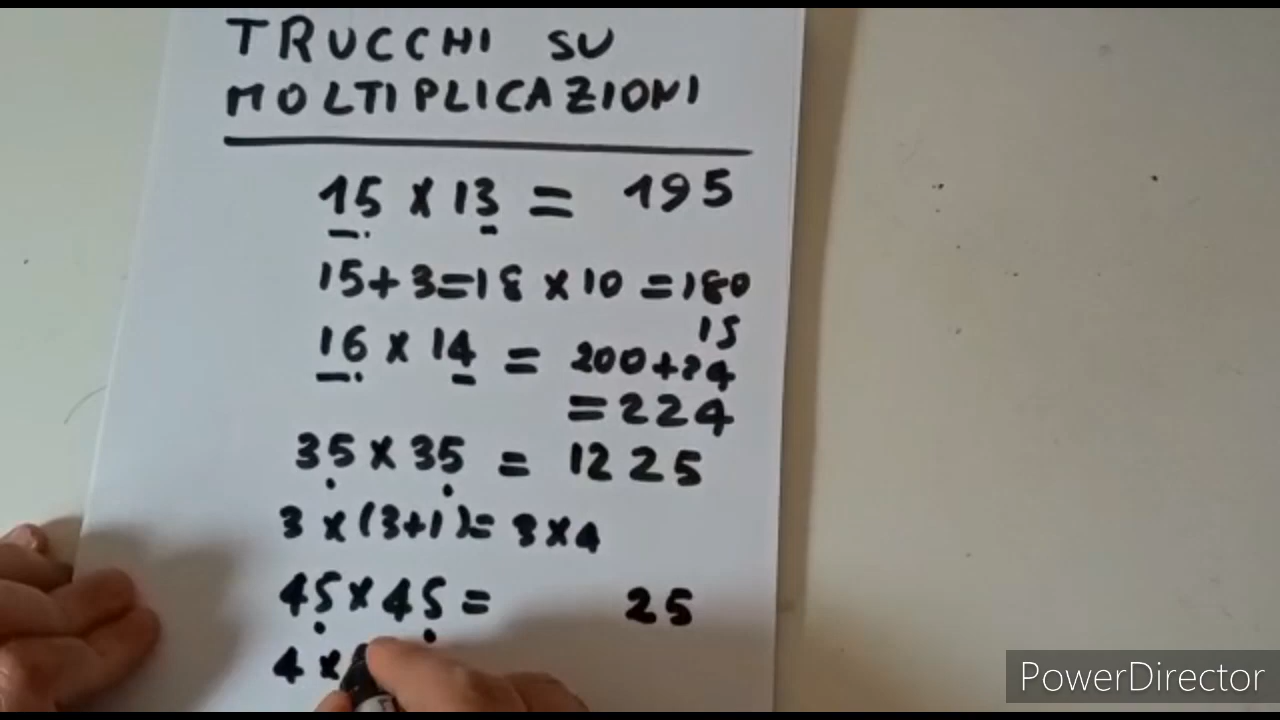 TRUCCHI SU
MOLTIPLICAZIONI
15 x 13 = 195
15+3=18 x 10 =180
15
16 x 14 = 200+24
=224
35 x 35 = 1225
3 x (3+1)= 3x4
45x45= 25
4 x
PowerDirector